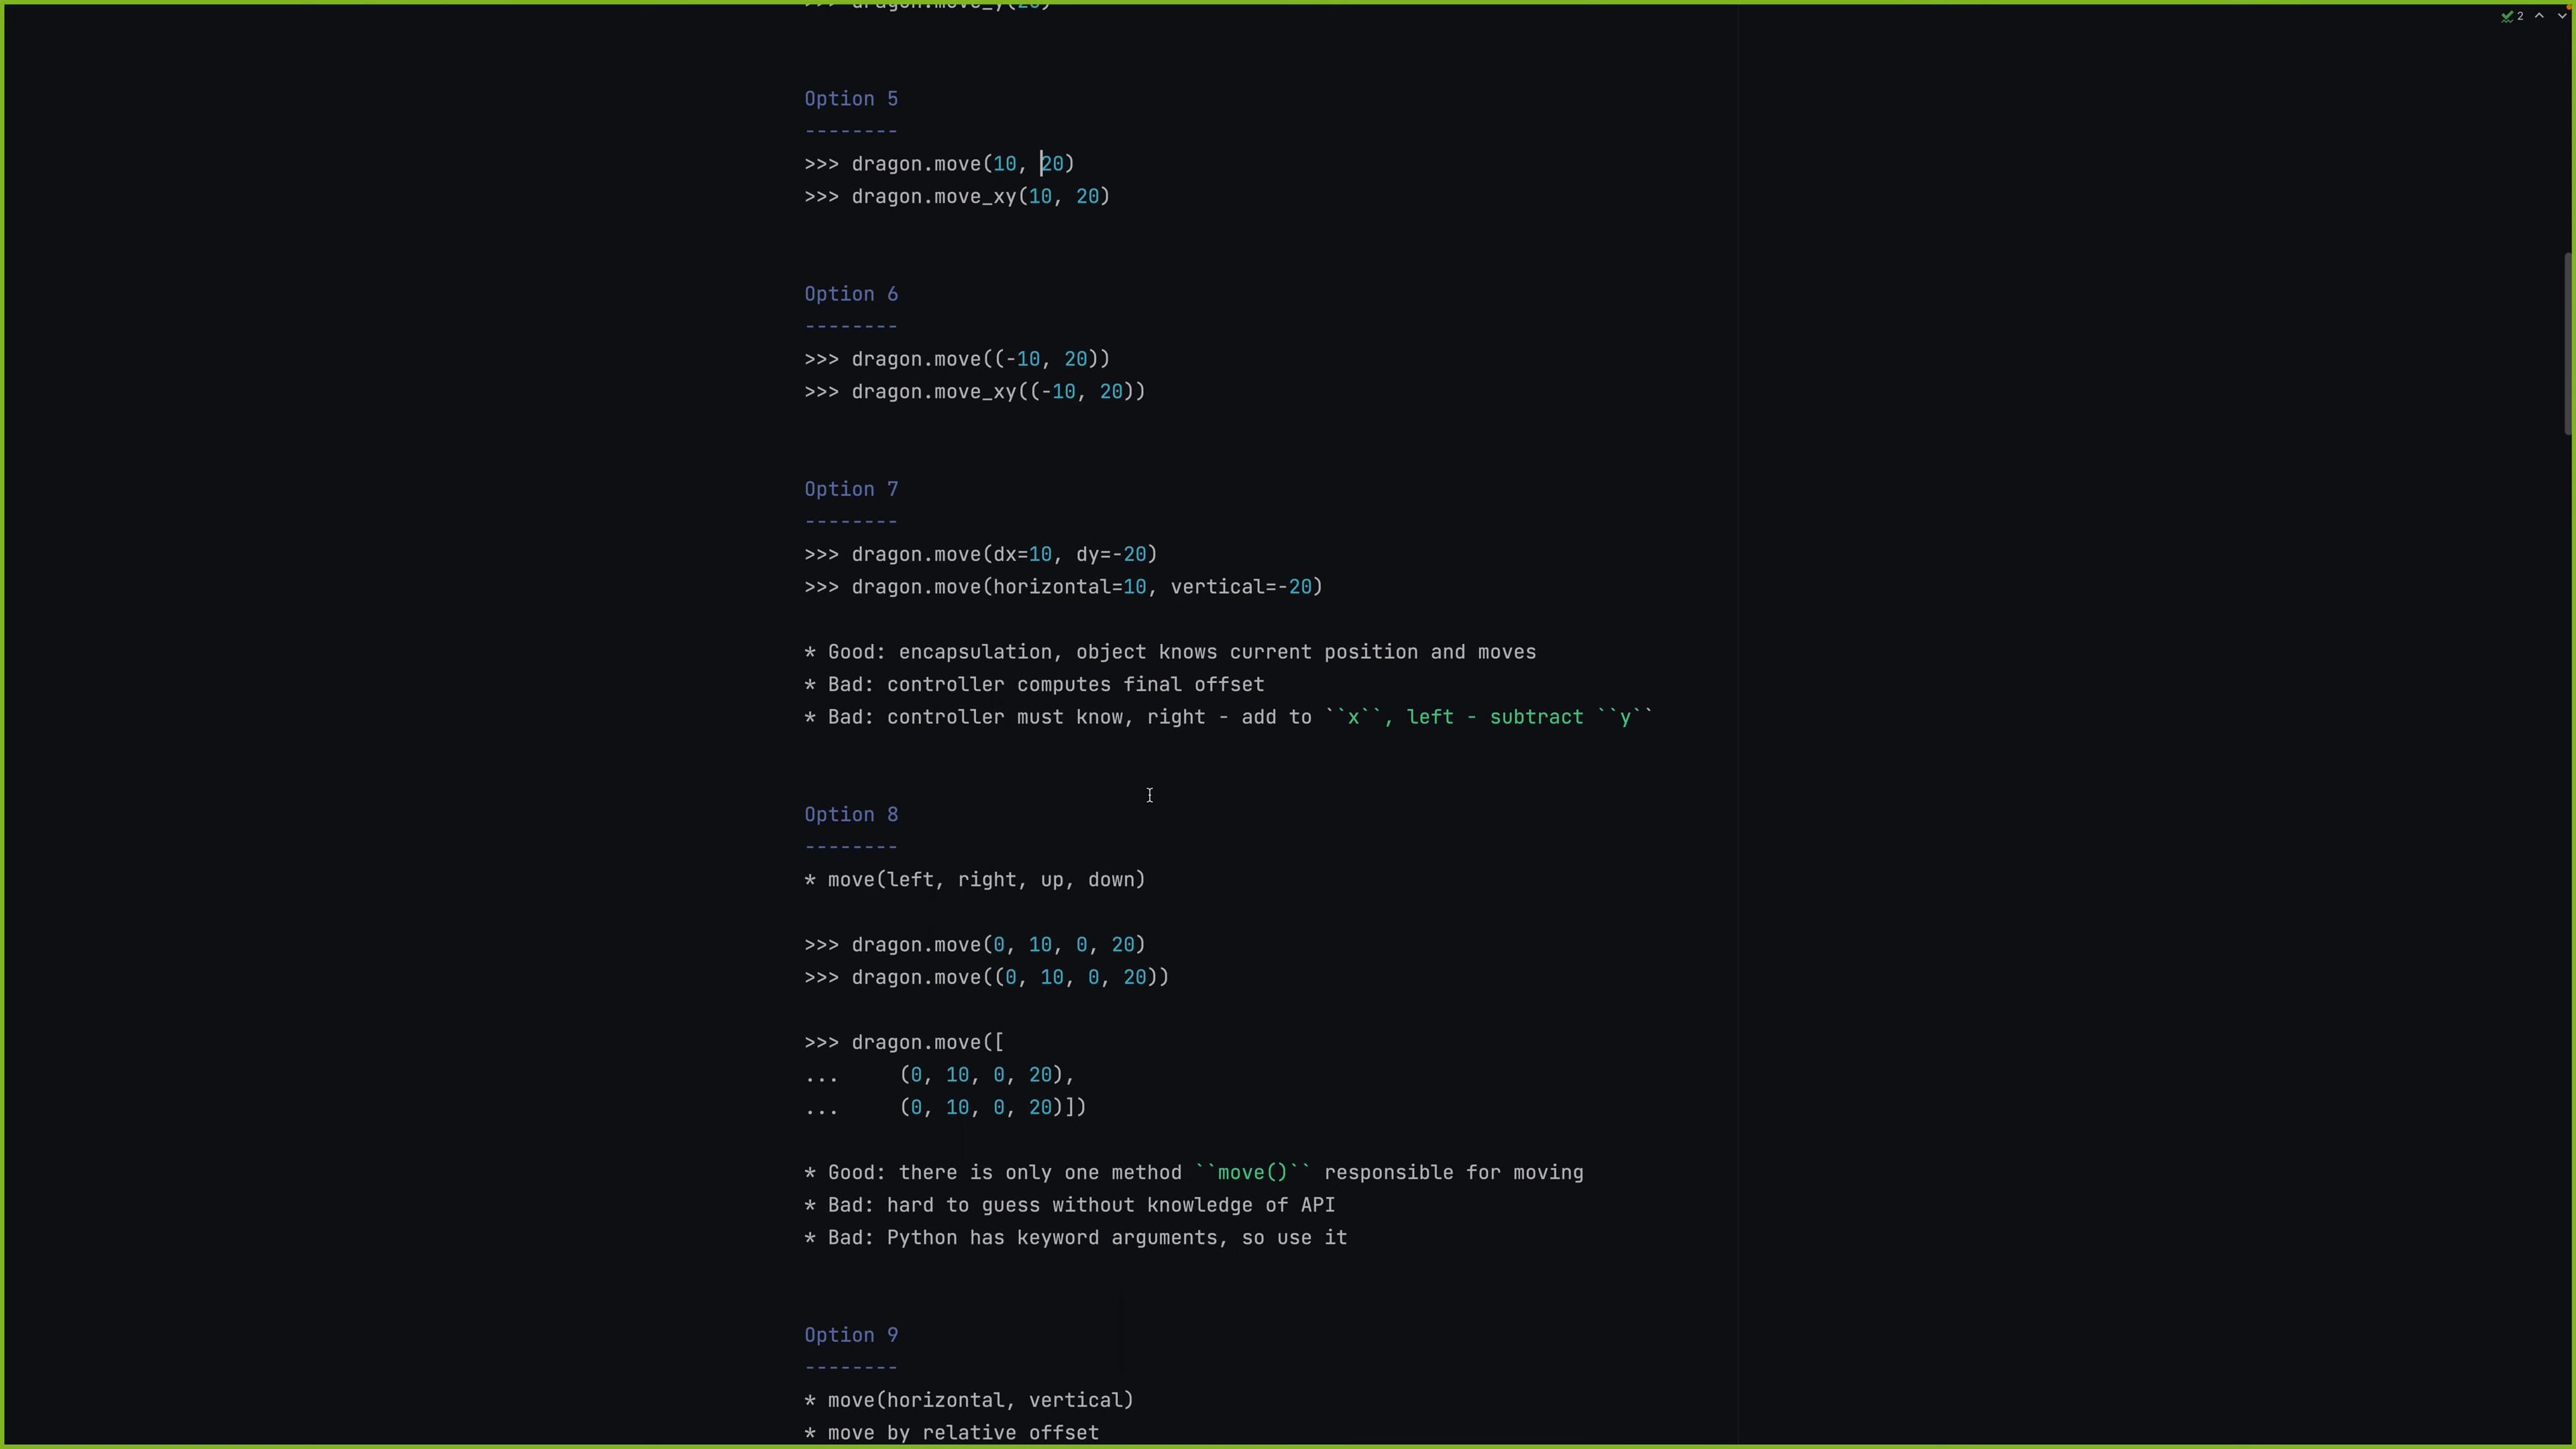 >>> dragon.move_y(20)
2
Option 5
--------
>>> dragon.move(10, 20)
>>> dragon.move_xy(10, 20)
Option 6
--------
>>> dragon.move((-10, 20))
>>> dragon.move_xy((-10, 20))
Option 7
--------
>>> dragon.move(dx=10, dy=-20)
>>> dragon.move(horizontal=10, vertical=-20)
* Good: encapsulation, object knows current position and moves
* Bad: controller computes final offset
* Bad: controller must know, right - add to ``x``, left - subtract ``y``
Option 8
--------
* move(left, right, up, down)
>>> dragon.move(0, 10, 0, 20)
>>> dragon.move((0, 10, 0, 20))
>>> dragon.move([
...     (0, 10, 0, 20),
...     (0, 10, 0, 20)])
* Good: there is only one method ``move()`` responsible for moving
* Bad: hard to guess without knowledge of API
* Bad: Python has keyword arguments, so use it
Option 9
--------
* move(horizontal, vertical)
* move by relative offset